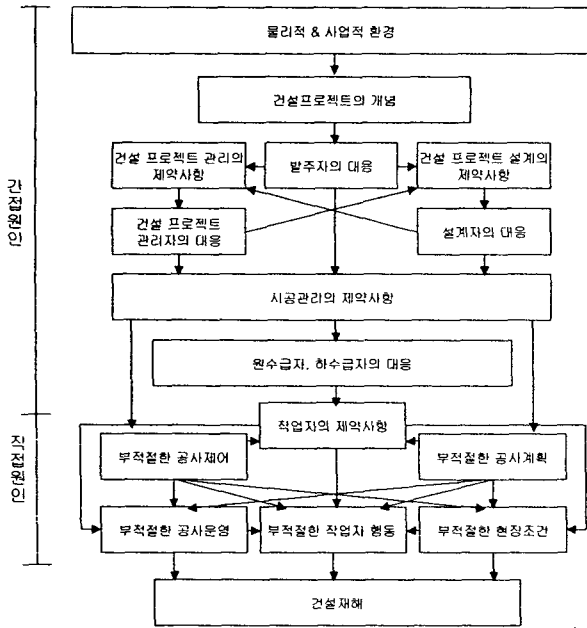 물리적 & 사업적 환경
건설프로젝트의 개념
건설 프로젝트 관리의
제약사항
발주자의 대응
건설 프로젝트 설계의
제약사항
건설 프로젝트
관리자의 대응
설계자의 대응
간접원인
시공관리의 제약사항
원수급자, 하수급자의 대응
직접원인
작업자의 제약사항
부적절한 공사제어
부적절한 공사계획
부적절한 공사운영
부적절한 작업자 행동
부적절한 현장조건
건설재해